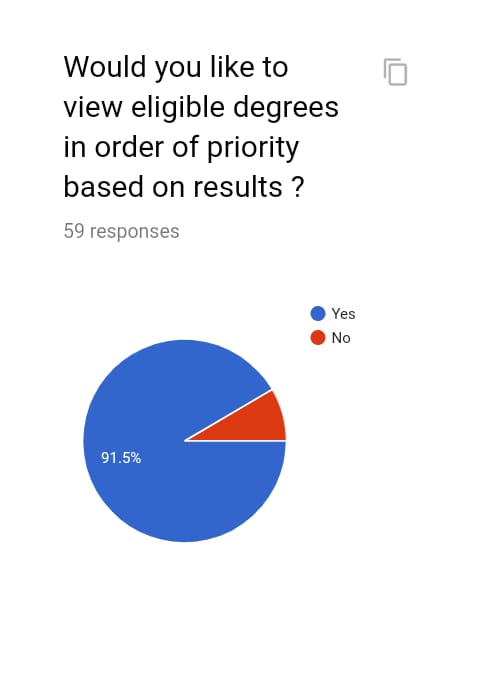 Would you like to
view eligible degrees
in order of priority
based on results ?
59 responses
Yes
No
91.5%